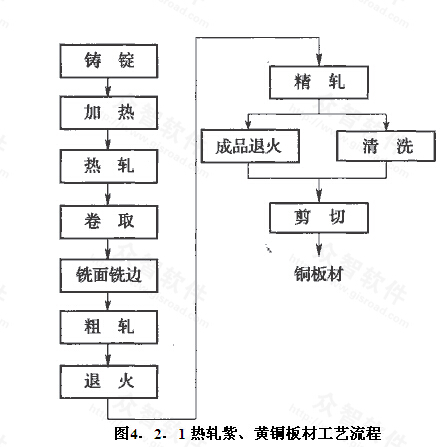 铸 锭
加 热
热 轧
卷 取
铣面铣边
粗 轧
退 火
精 轧
成品退火
清 洗
剪 切
铜板材
图4. 2. 1 热轧紫、黄铜板材工艺流程